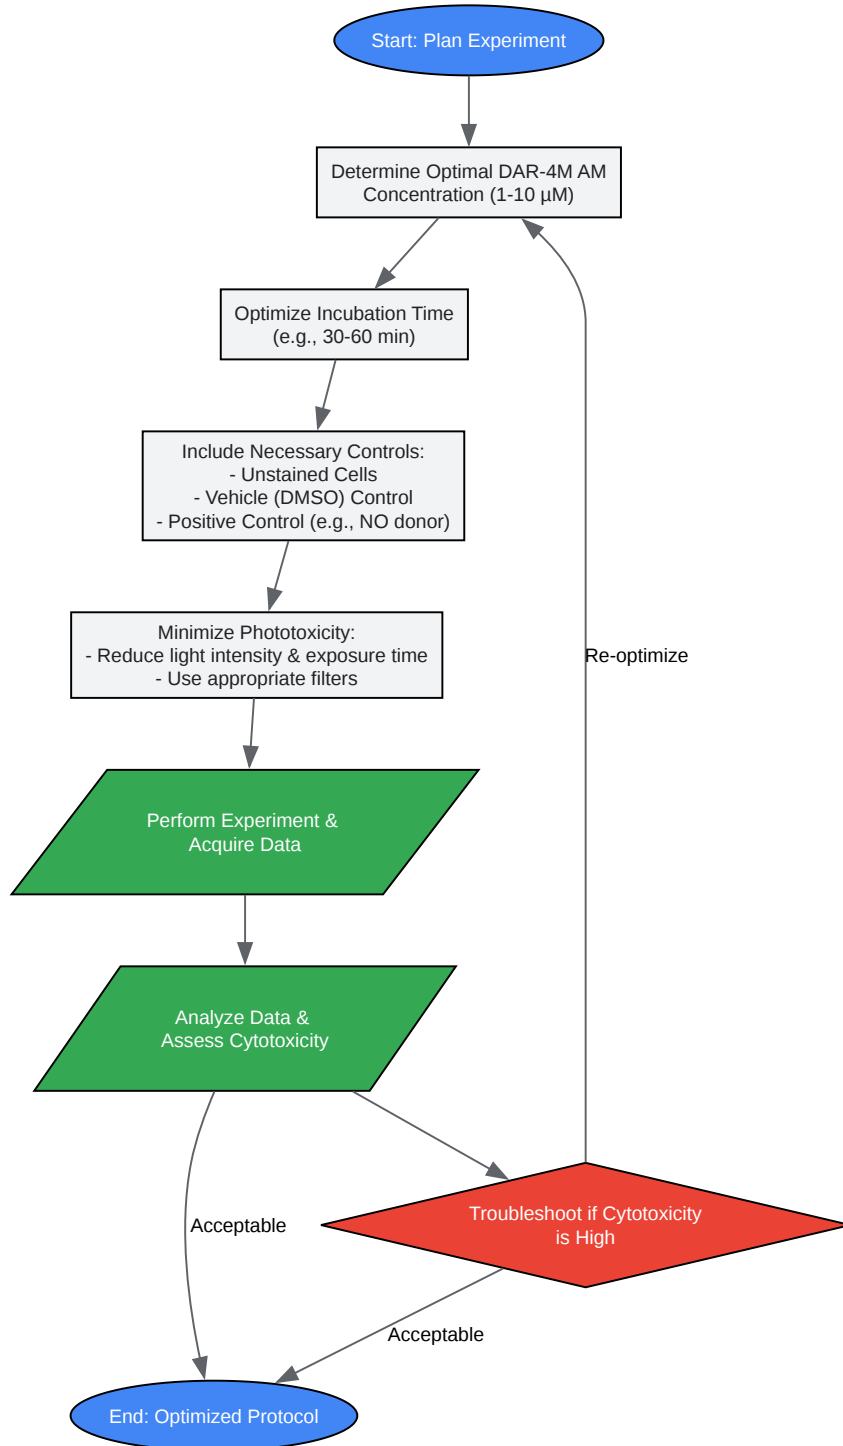 Start: Plan Experiment
Determine Optimal DAR-4M AM
Concentration (1-10 µM)
Optimize Incubation Time
(e.g., 30-60 min)
Include Necessary Controls:
- Unstained Cells
- Vehicle (DMSO) Control
- Positive Control (e.g., NO donor)
Minimize Phototoxicity:
- Reduce light intensity & exposure time
- Use appropriate filters
Re-optimize
Perform Experiment &
Acquire Data
Analyze Data &
Assess Cytotoxicity
Acceptable
Troubleshoot if Cytotoxicity
is High
Acceptable
End: Optimized Protocol